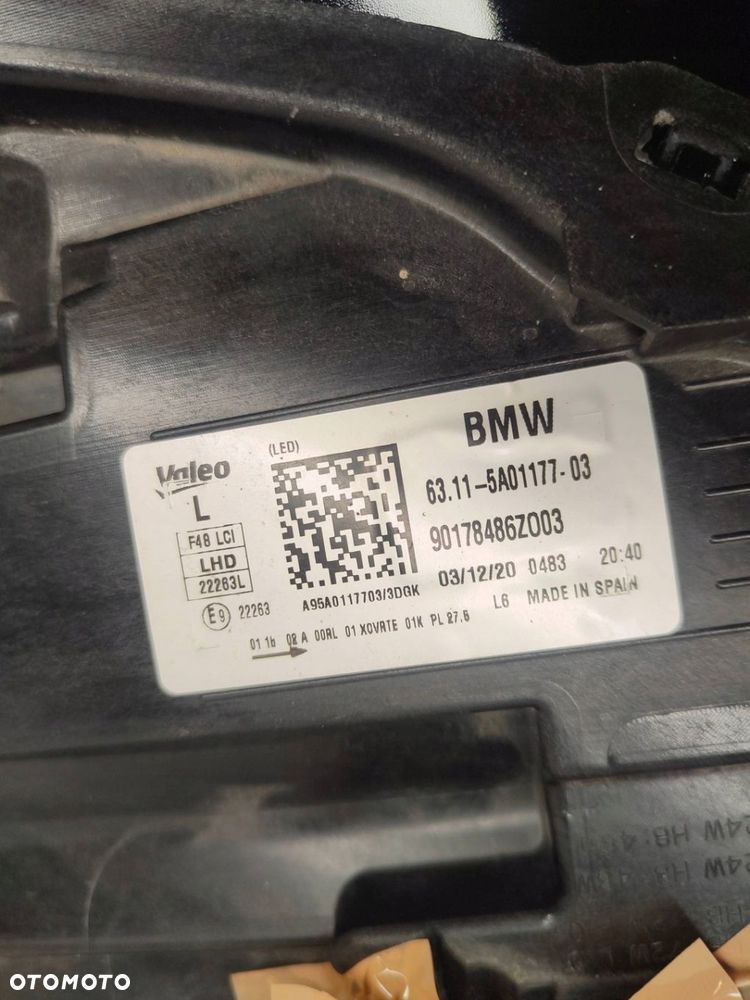 BMW
(LED)
Valeo
63.11-5A01177-03
L
90178486Z003
F48 LCI
LHD
22263L
03/12/20 0483 20:40
A95A0117703/3DGK
L6 MADE IN SPAIN
E9 22263
01 1b 02 A 00RL 01 XOVRTE 01K PL 27.5
OTOMOTO